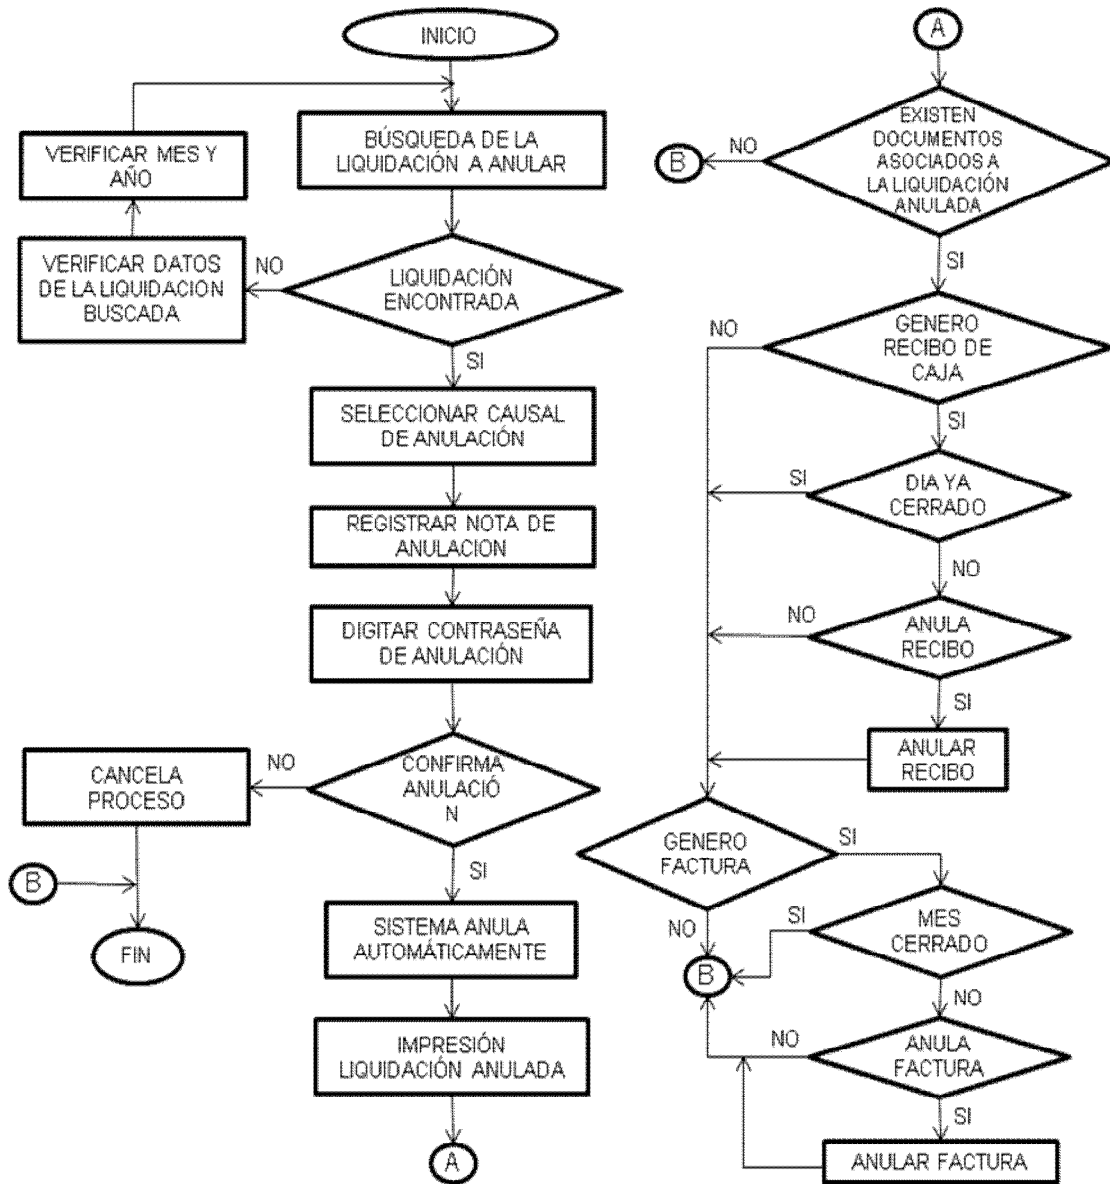 INICIO
BÚSQUEDA DE LA
LIQUIDACIÓN A ANULAR
VERIFICAR MES Y
AÑO
VERIFICAR DATOS
DE LA LIQUIDACION
BUSCADA
NO
LIQUIDACIÓN
ENCONTRADA
SI
SELECCIONAR CAUSAL
DE ANULACIÓN
REGISTRAR NOTA DE
ANULACION
DIGITAR CONTRASEÑA
DE ANULACIÓN
CONFIRMA
ANULACIÓ
N
NO
CANCELA
PROCESO
B
FIN
SI
SISTEMA ANULA
AUTOMÁTICAMENTE
IMPRESIÓN
LIQUIDACIÓN ANULADA
A
A
EXISTEN
DOCUMENTOS
ASOCIADOS A
LA LIQUIDACIÓN
ANULADA
NO
B
SI
GENERO
RECIBO DE
CAJA
NO
SI
DIA YA
CERRADO
SI
NO
ANULA
RECIBO
NO
SI
ANULAR
RECIBO
GENERO
FACTURA
SI
NO
B
MES
CERRADO
SI
NO
ANULA
FACTURA
NO
SI
ANULAR FACTURA